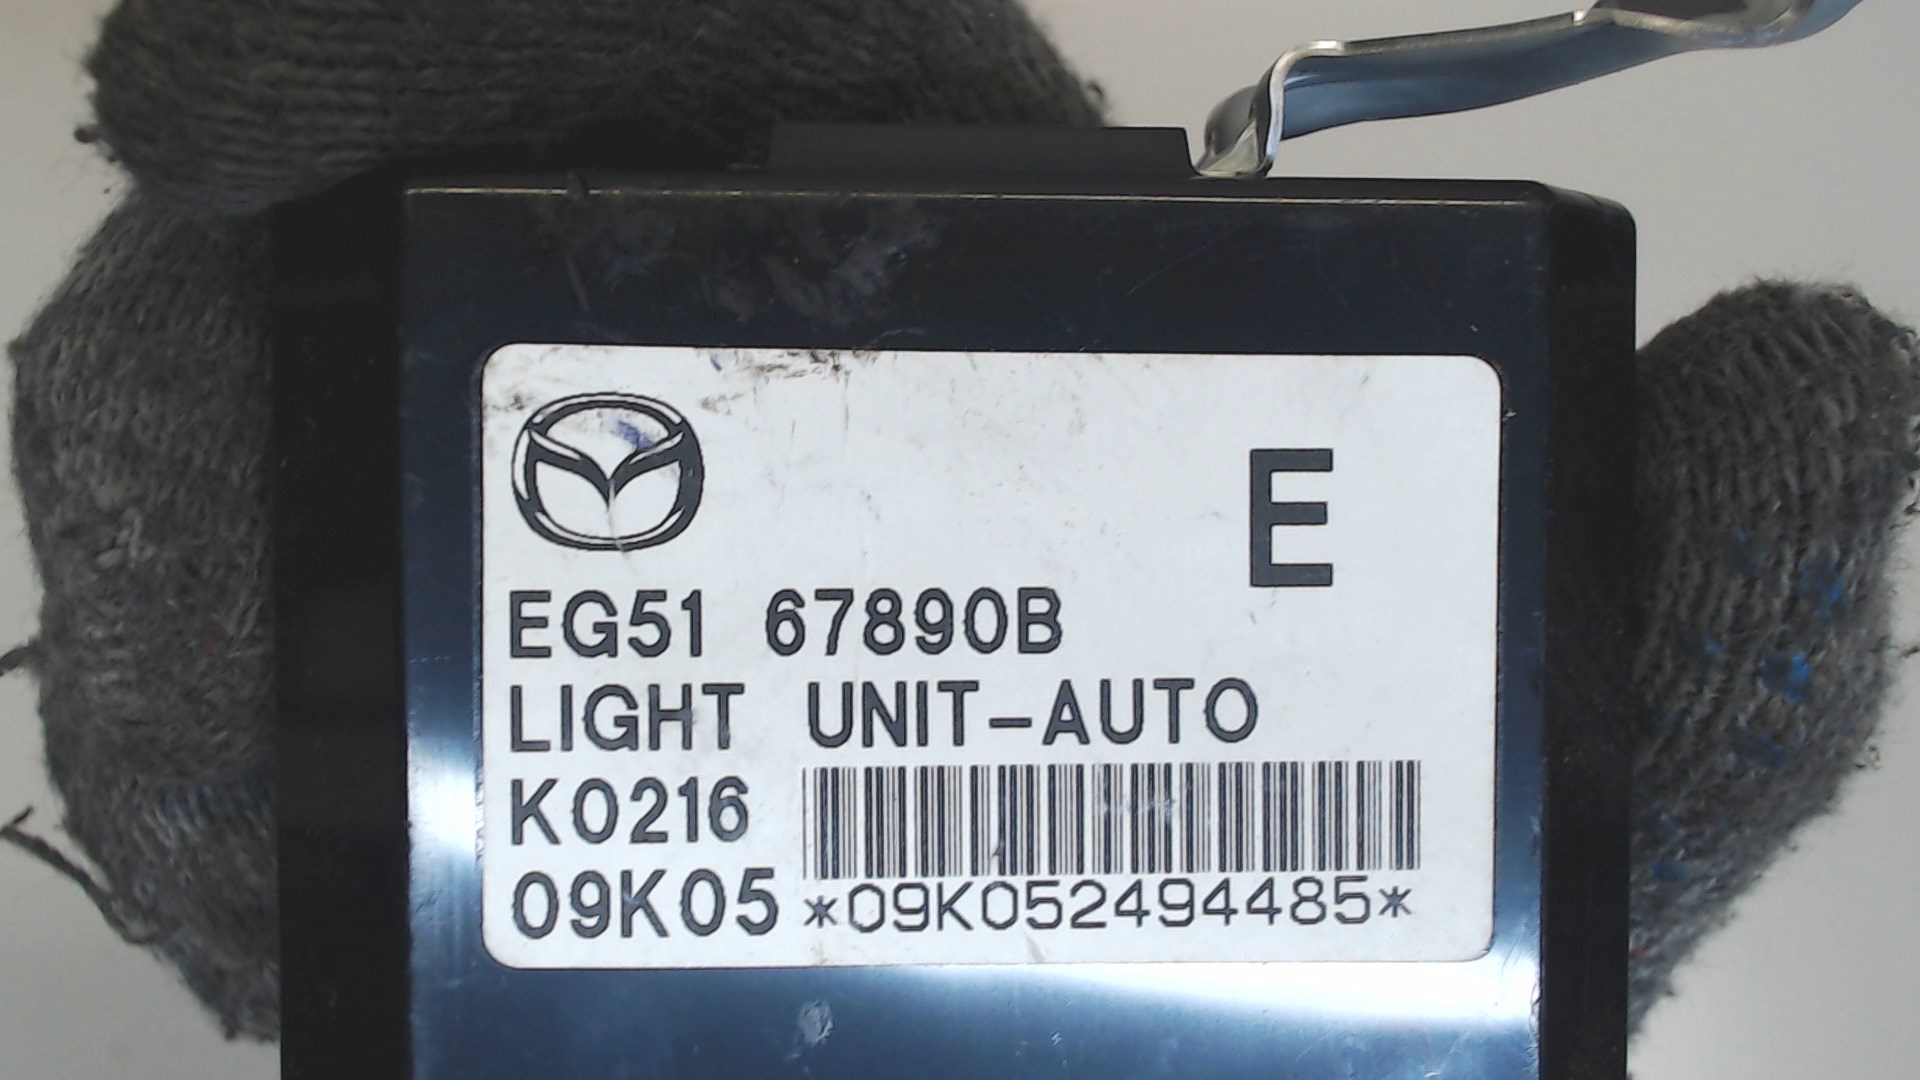 E
EG51 67890B
LIGHT UNIT-AUTO
K0216
09K05 *09K052494485*